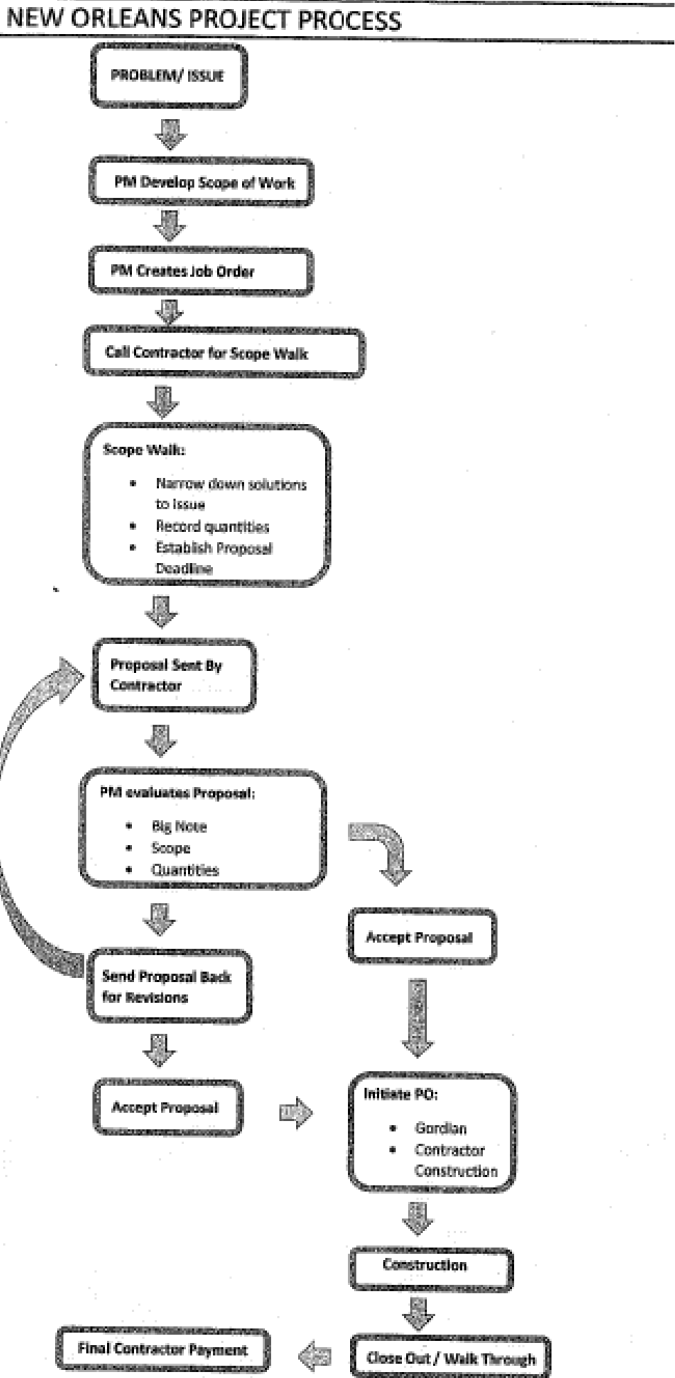 NEW ORLEANS PROJECT PROCESS
PROBLEM/ ISSUE
PM Develop Scope of Work
PM Creates Job Order
Call Contractor for Scope Walk
Scope Walk:
• Narrow down solutions
to issue
• Record quantities
• Establish Proposal
Deadline
Proposal Sent By
Contractor
PM evaluates Proposal:
• Big Note
• Scope
• Quantities
Accept Proposal
Send Proposal Back
for Revisions
Accept Proposal
Initiate PO:
• Gordian
• Contractor
Construction
Construction
Close Out / Walk Through
Final Contractor Payment